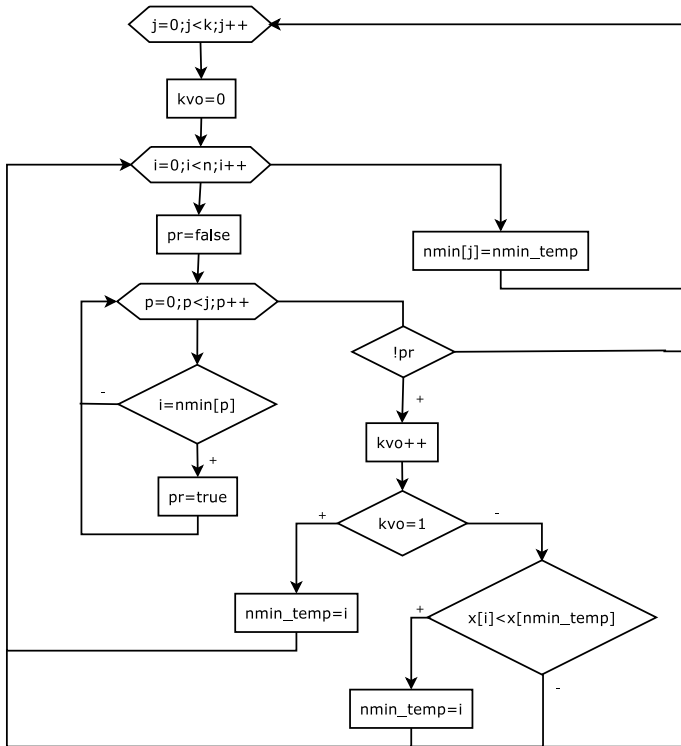 j=0;j<k;j++
kvo=0
i=0;i<n;i++
pr=false
nmin[j]=nmin_temp
p=0;p<j;p++
!pr
-
i=nmin[p]
+
+
kvo++
pr=true
+
kvo=1
-
nmin_temp=i
+
x[i]<x[nmin_temp]
-
nmin_temp=i